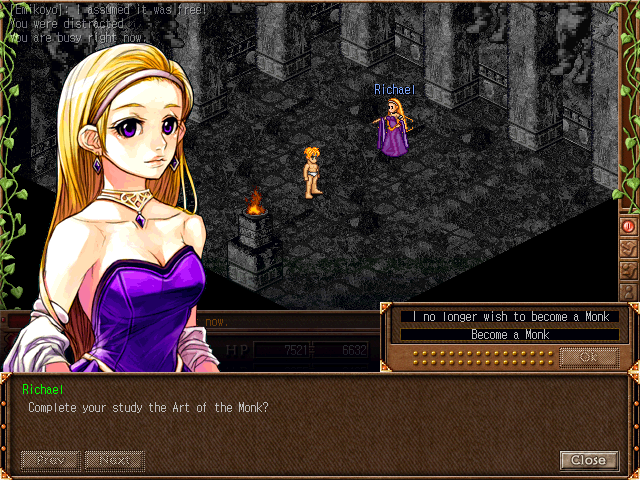 [Emikoyo]: I assumed it was free!
You were distracted
You are busy right now.
Richael
now.
HP 7521 6632
I no longer wish to become a Monk
Become a Monk
Ok
Richael
Complete your study the Art of the Monk?
Prev
Next
Close